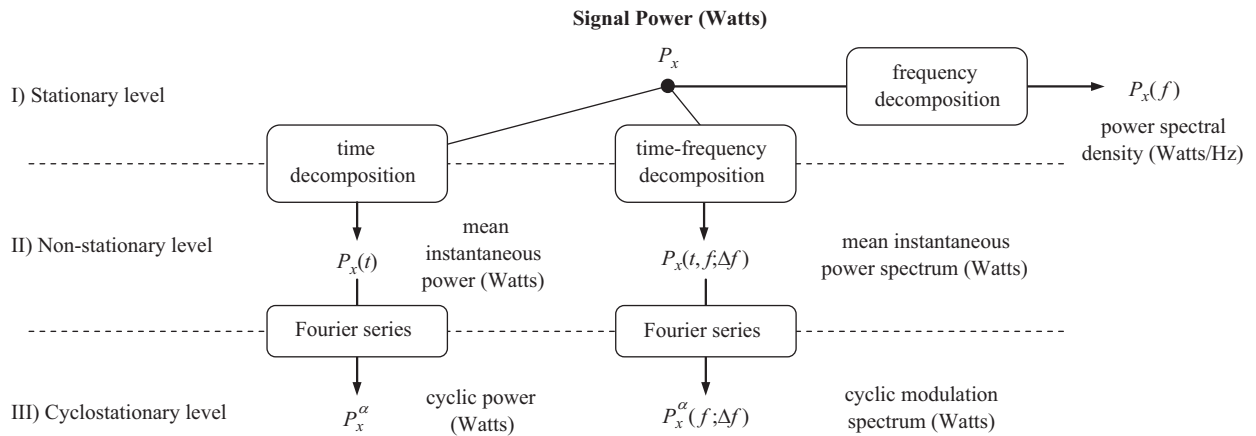 Signal Power (Watts)
P_x
I) Stationary level
frequency
decomposition
P_x(f)
power spectral
density (Watts/Hz)
time
decomposition
time-frequency
decomposition
II) Non-stationary level
P_x(t)
mean
instantaneous
power (Watts)
P_x(t, f;Δf)
mean instantaneous
power spectrum (Watts)
Fourier series
Fourier series
III) Cyclostationary level
P_x^α
cyclic power
(Watts)
P_x^α(f;Δf)
cyclic modulation
spectrum (Watts)